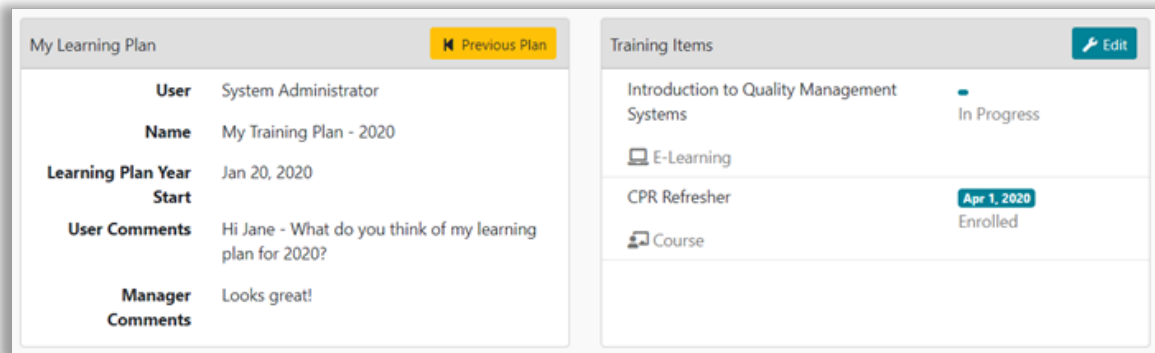 My Learning Plan
Previous Plan
User System Administrator
Name My Training Plan - 2020
Learning Plan Year Start Jan 20, 2020
User Comments Hi Jane - What do you think of my learning
plan for 2020?
Manager Comments Looks great!
Training Items
Edit
Introduction to Quality Management
Systems
In Progress
E-Learning
CPR Refresher
Apr 1, 2020
Enrolled
Course